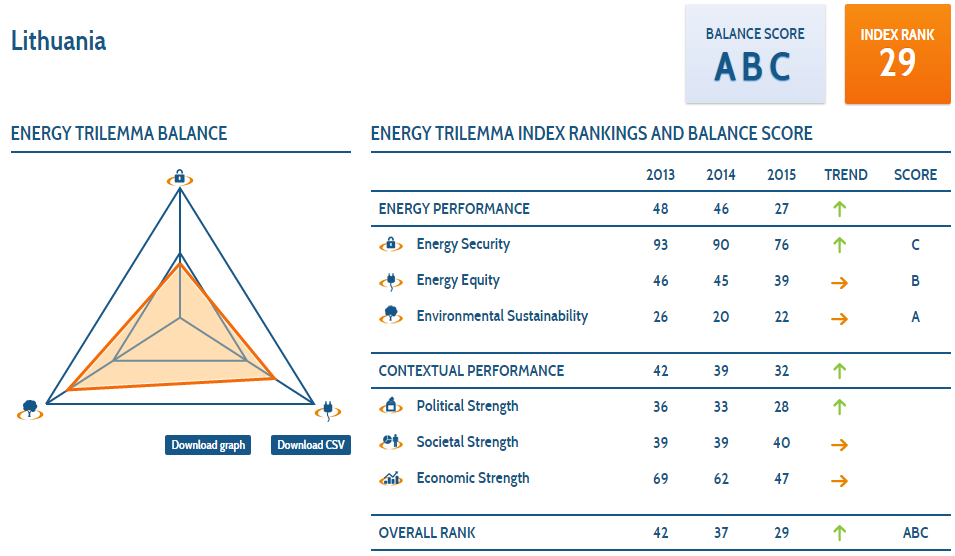 Lithuania
BALANCE SCORE
ABC
INDEX RANK
29
ENERGY TRILEMMA BALANCE
Download graph
Download CSV
ENERGY TRILEMMA INDEX RANKINGS AND BALANCE SCORE
2013 2014 2015 TREND SCORE
ENERGY PERFORMANCE 48 46 27
Energy Security 93 90 76 C
Energy Equity 46 45 39 B
Environmental Sustainability 26 20 22 A
CONTEXTUAL PERFORMANCE 42 39 32
Political Strength 36 33 28
Societal Strength 39 39 40
Economic Strength 69 62 47
OVERALL RANK 42 37 29 ABC